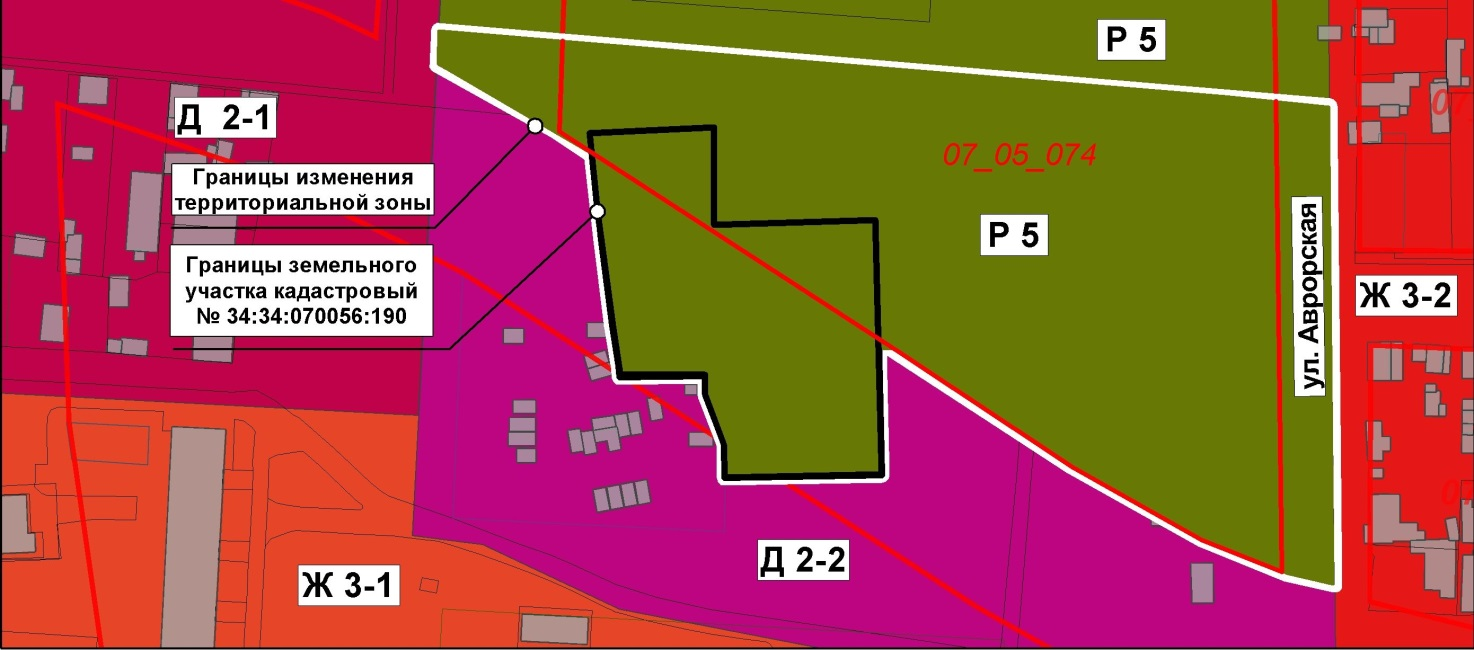 Р 5
Д 2-1
07_05_074
Границы изменения
территориальной зоны
Р 5
Границы земельного
участка кадастровый
№ 34:34:070056:190
ул. Аврорская
Ж 3-2
Д 2-2
Ж 3-1